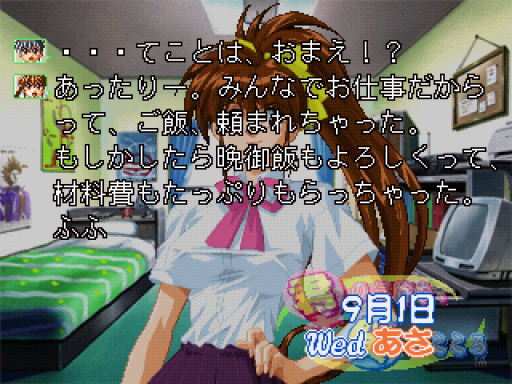 ・・・てことは、おまえ！？
あったりー。みんなでお仕事だから
って、ご飯、頼まれちゃった。
もしかしたら晩御飯もよろしくって、
材料費もたっぷりもらっちゃった。
ふふ
9月1日
Wed あさ